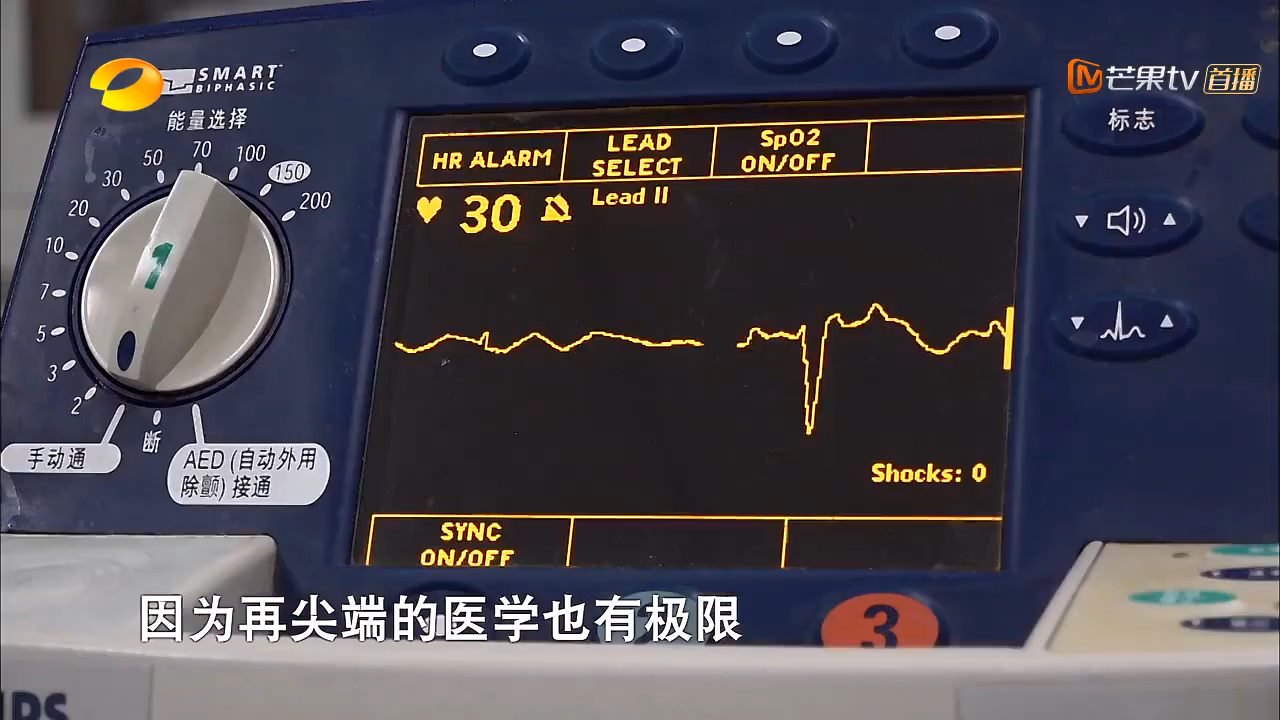 SMART
BIPHASIC
芒果tv 首播
能量选择
标志
50
70
100
150
200
30
20
10
7
5
3
2
1
手动通
断
AED (自动外用
除颤) 接通
HR ALARM
LEAD
SELECT
SpO2
ON/OFF
30
Lead II
Shocks: 0
SYNC
ON/OFF
因为再尖端的医学也有极限
3